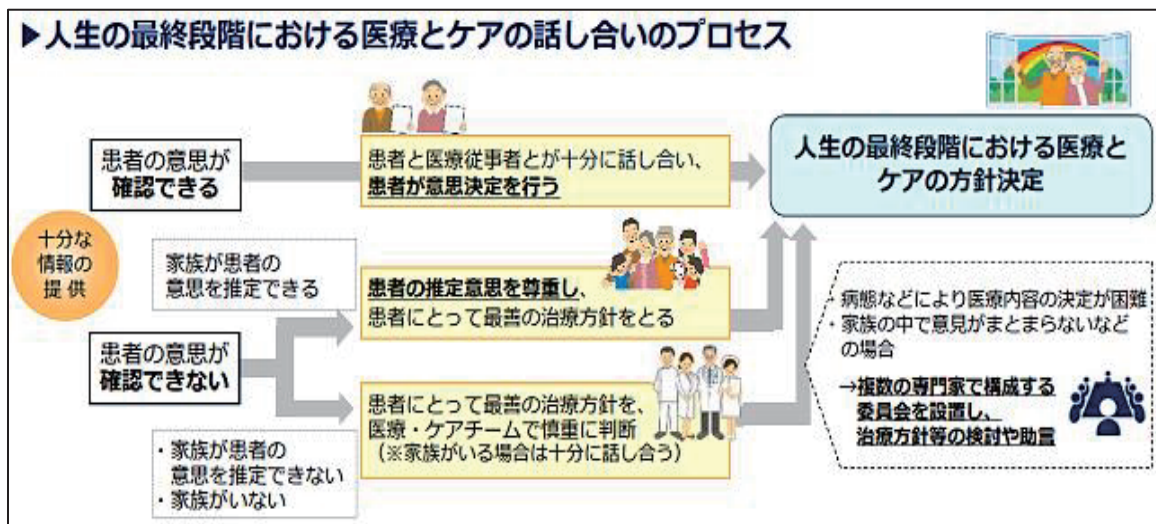 ▶人生の最終段階における医療とケアの話し合いのプロセス
十分な
情報の
提 供
患者の意思が
確認できる
患者と医療従事者とが十分に話し合い、
患者が意思決定を行う
人生の最終段階における医療と
ケアの方針決定
家族が患者の
意思を推定できる
患者の推定意思を尊重し、
患者にとって最善の治療方針をとる
患者の意思が
確認できない
患者にとって最善の治療方針を、
医療・ケアチームで慎重に判断
(※家族がいる場合は十分に話し合う)
・家族が患者の
意思を推定できない
・家族がいない
・病態などにより医療内容の決定が困難
・家族の中で意見がまとまらないなど
の場合
→複数の専門家で構成する
委員会を設置し、
治療方針等の検討や助言